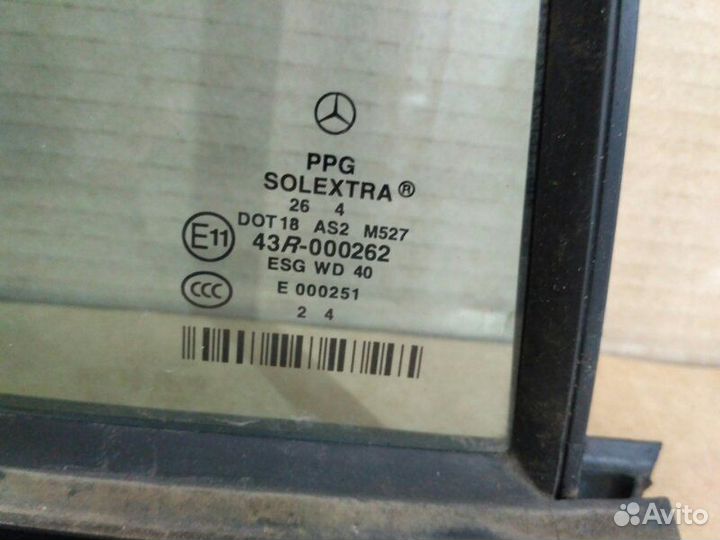 PPG
SOLEXTRA®
26 4
DOT18 AS2 M527
E11 43R-000262
ESG WD 40
CCC E 000251
2 4
Avito